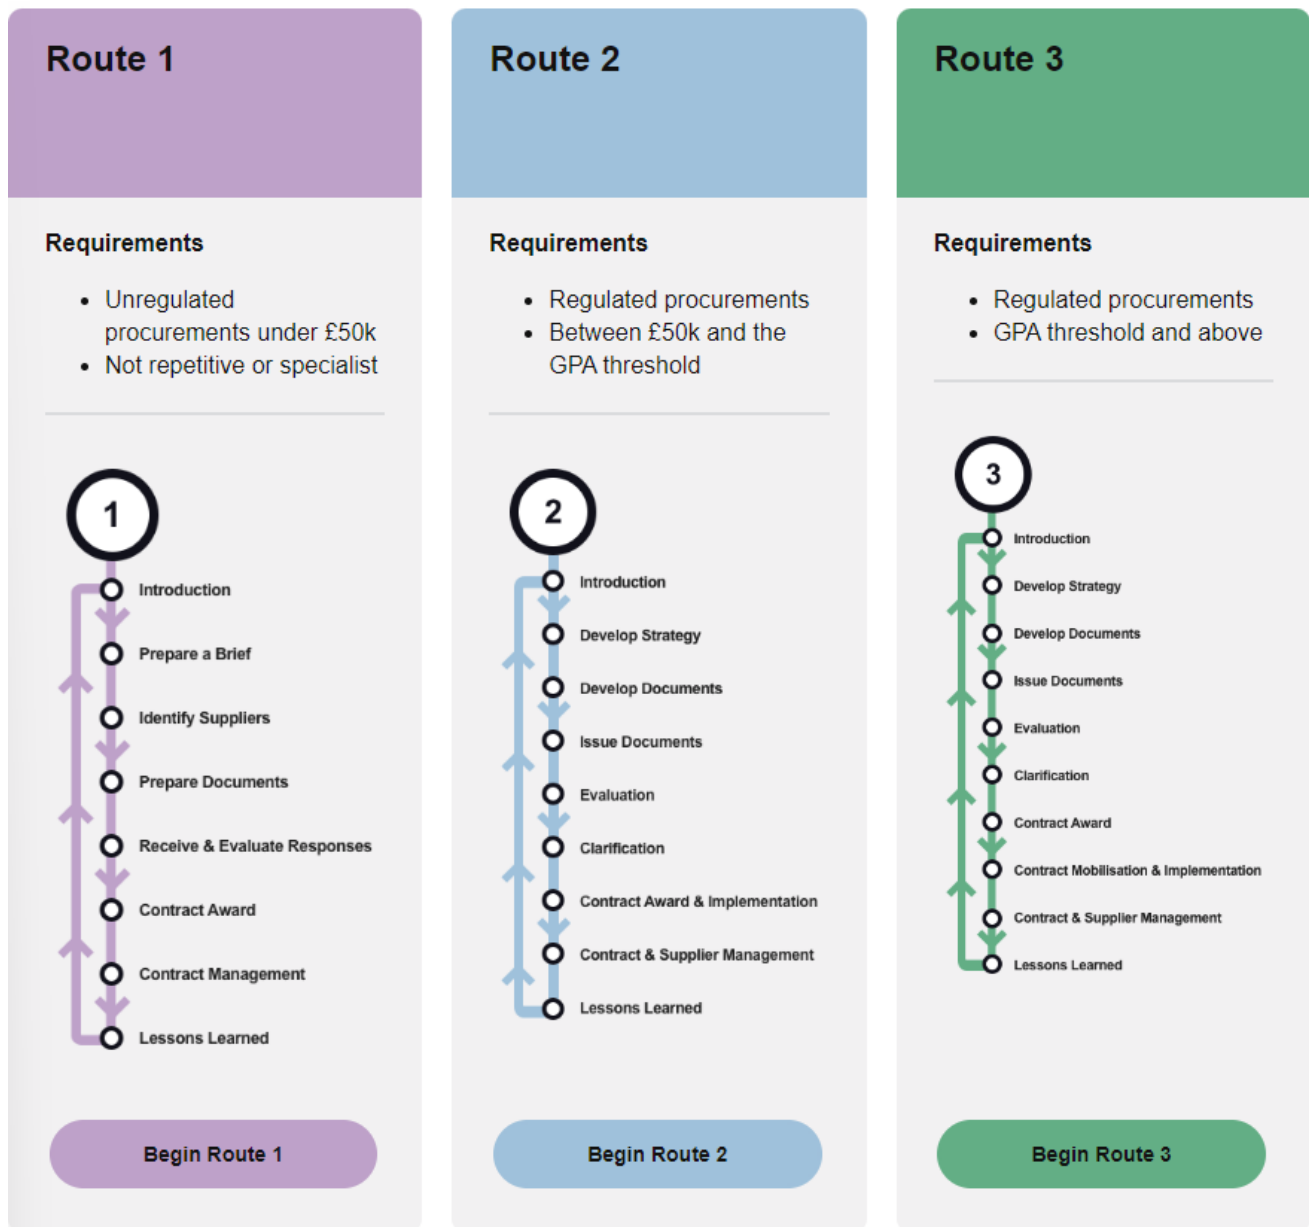 Route 1
Requirements
• Unregulated
procurements under £50k
• Not repetitive or specialist
1
Introduction
Prepare a Brief
Identify Suppliers
Prepare Documents
Receive & Evaluate Responses
Contract Award
Contract Management
Lessons Learned
Begin Route 1
Route 2
Requirements
• Regulated procurements
• Between £50k and the
GPA threshold
2
Introduction
Develop Strategy
Develop Documents
Issue Documents
Evaluation
Clarification
Contract Award & Implementation
Contract & Supplier Management
Lessons Learned
Begin Route 2
Route 3
Requirements
• Regulated procurements
• GPA threshold and above
3
Introduction
Develop Strategy
Develop Documents
Issue Documents
Evaluation
Clarification
Contract Award
Contract Mobilisation & Implementation
Contract & Supplier Management
Lessons Learned
Begin Route 3